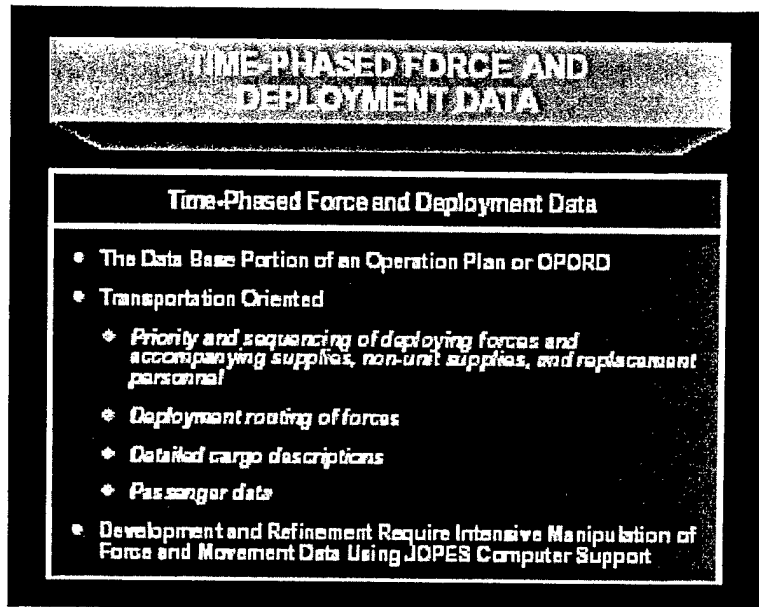 TIME-PHASED FORCE AND
DEPLOYMENT DATA
Time-Phased Force and Deployment Data
• The Data Base Portion of an Operation Plan or OPORD
• Transportation Oriented
◆ Priority and sequencing of deploying forces and
accompanying supplies, non-unit supplies, and replacement
personnel
◆ Deployment routing of forces
◆ Detailed cargo descriptions
◆ Passenger data
• Development and Refinement Require Intensive Manipulation of
Force and Movement Data Using JOPES Computer Support